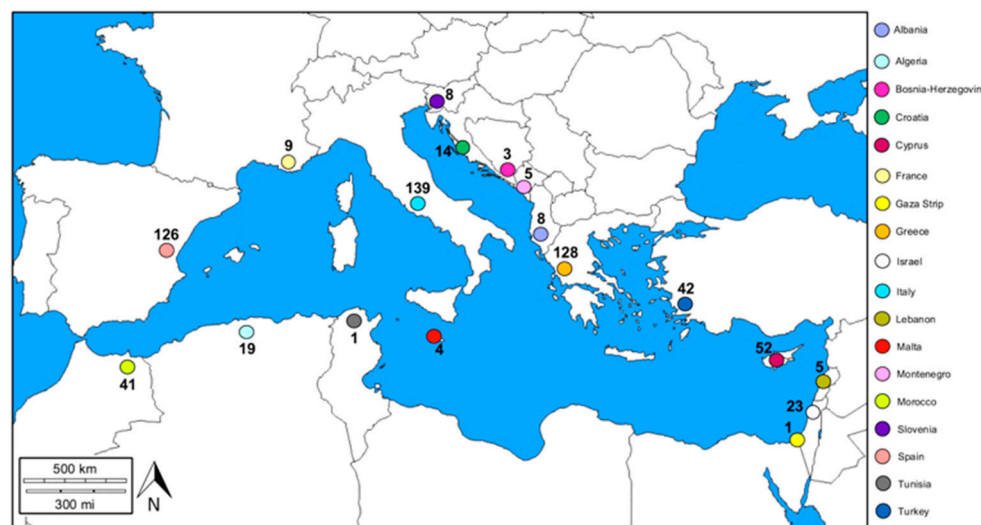 8
14
9
3
5
139
8
126
128
42
19
1
4
52
5
41
23
1
500 km
300 mi
N
Albania
Algeria
Bosnia-Herzegovin
Croatia
Cyprus
France
Gaza Strip
Greece
Israel
Italy
Lebanon
Malta
Montenegro
Morocco
Slovenia
Spain
Tunisia
Turkey